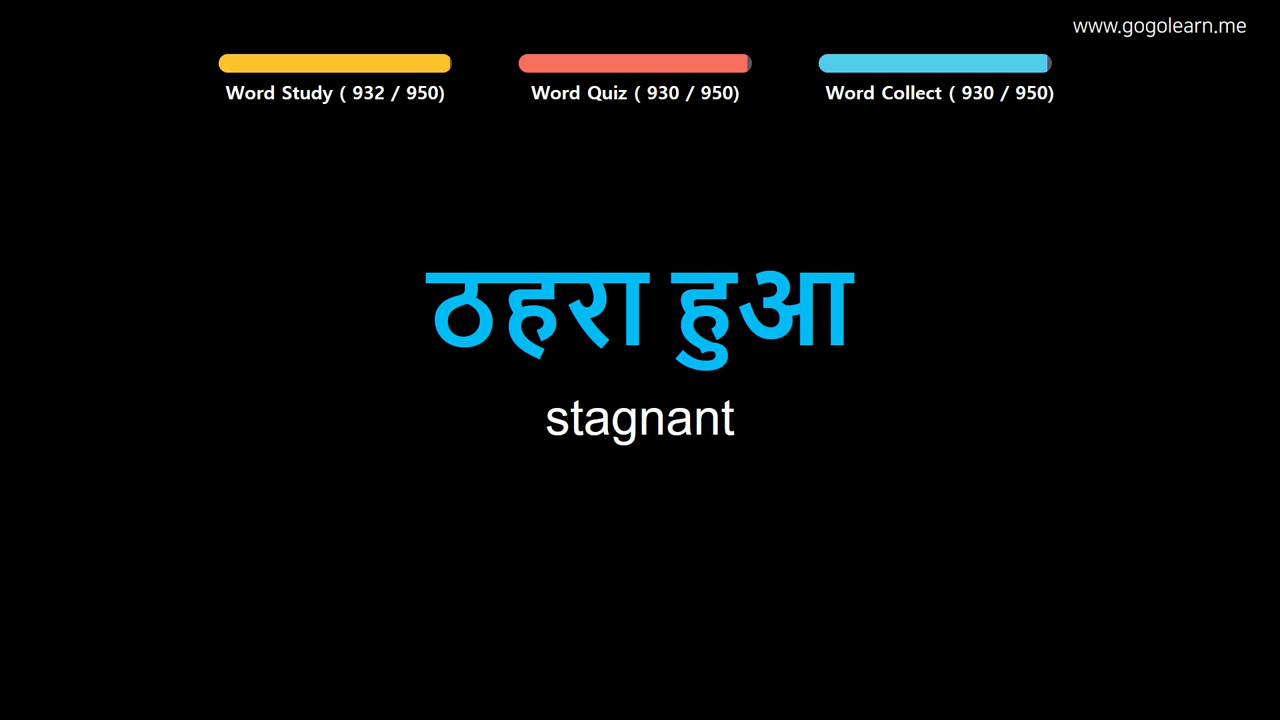 www.gogolearn.me
Word Study ( 932 / 950)
Word Quiz ( 930 / 950)
Word Collect ( 930 / 950)
ठहरा हुआ
stagnant